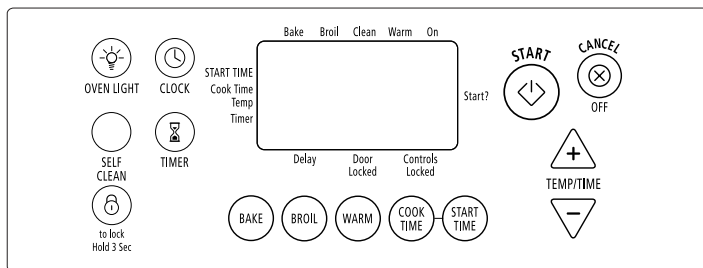 Bake Broil Clean Warm On
START TIME
Cook Time
Temp
Timer
Start?
Delay
Door
Locked
Controls
Locked
OVEN LIGHT
CLOCK
SELF
CLEAN
TIMER
to lock
Hold 3 Sec
BAKE
BROIL
WARM
COOK
TIME
START
TIME
START
CANCEL
OFF
TEMP/TIME